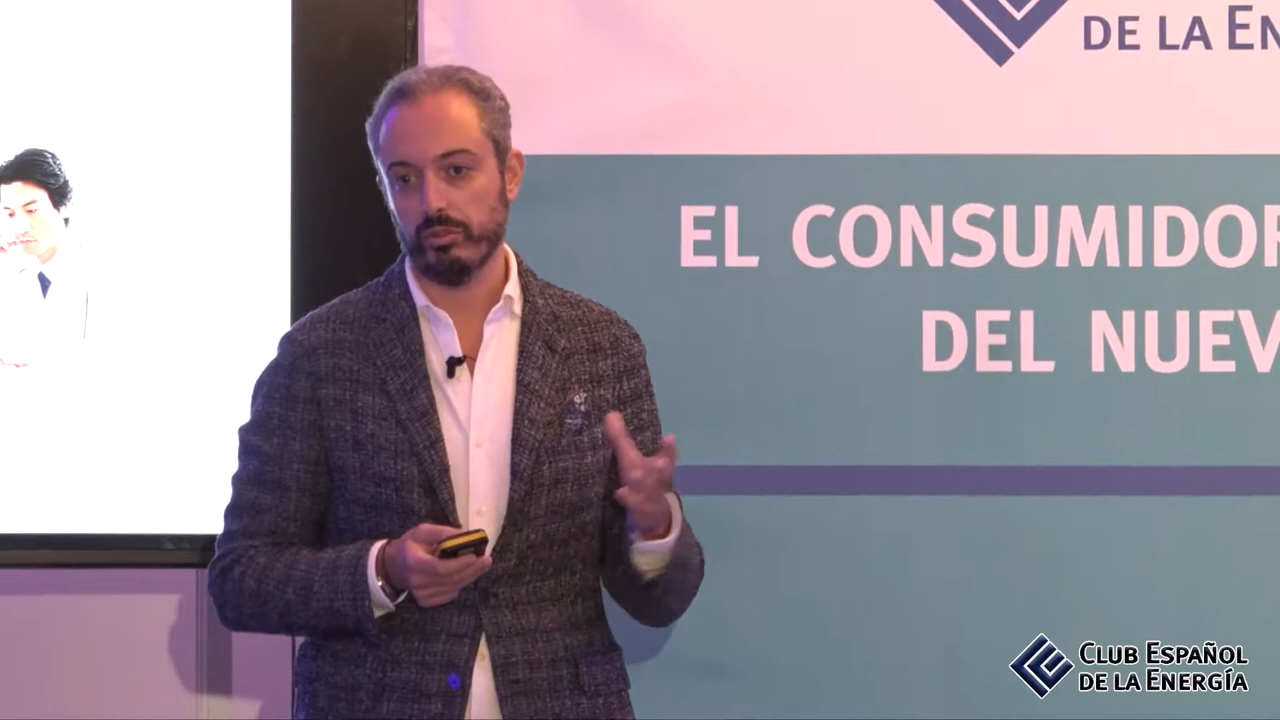 DE LA EN
EL CONSUMIDOR
DEL NUEV
CLUB ESPAÑOL
DE LA ENERGÍA